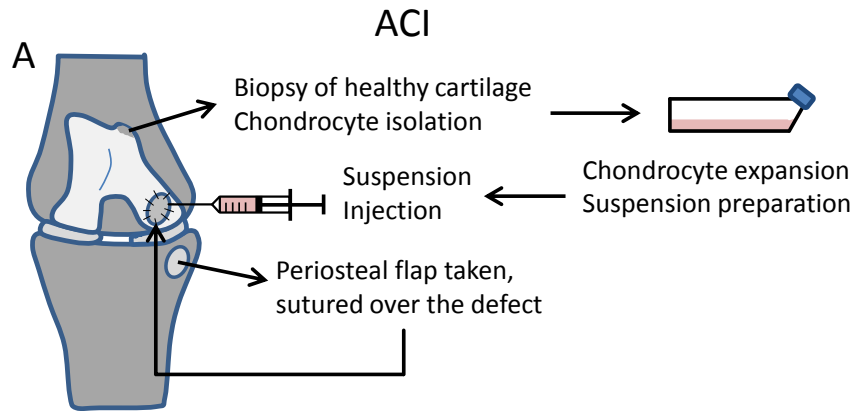 ACI
A
Biopsy of healthy cartilage
Chondrocyte isolation
Chondrocyte expansion
Suspension preparation
Suspension
Injection
Periosteal flap taken,
sutured over the defect